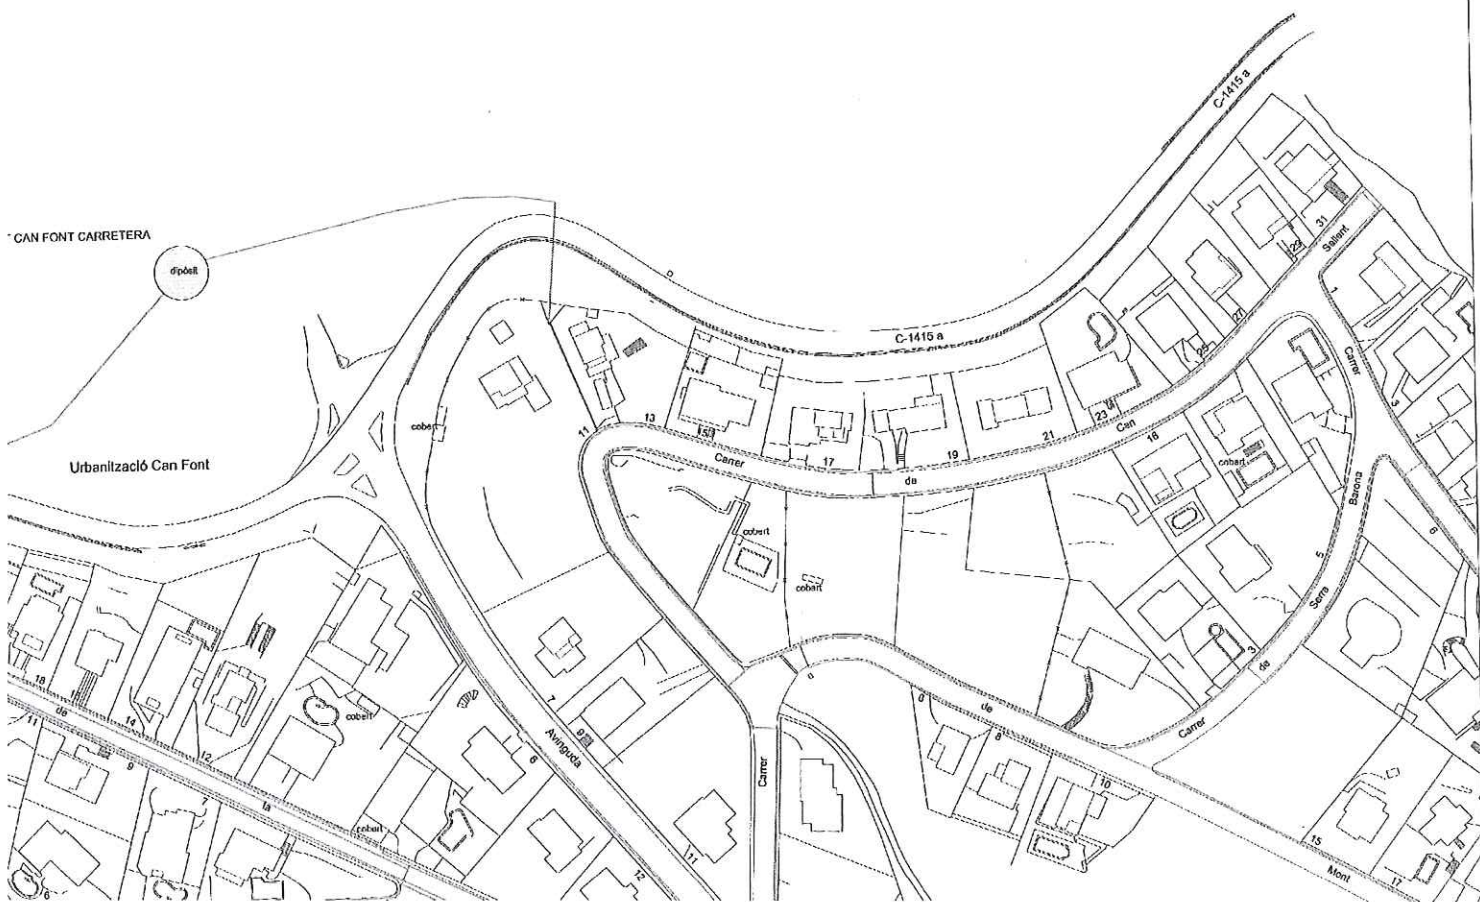 C-1415 a
CAN FONT CARRETERA
dipòsit
31
Sallent
29
27
25
1
Carrer
3
C-1415 a
cobert
11
13
15
Carrer
17
de
19
21
23
Can
16
cobert
Urbanització Can Font
Barona
8
cobert
cobert
5
Serra
3
de
Carrer
18
de
14
12
11
9
7
la
cobert
cobert
6
7
9
Avinguda
8
11
12
Carrer
de
8
10
15
Mont
17